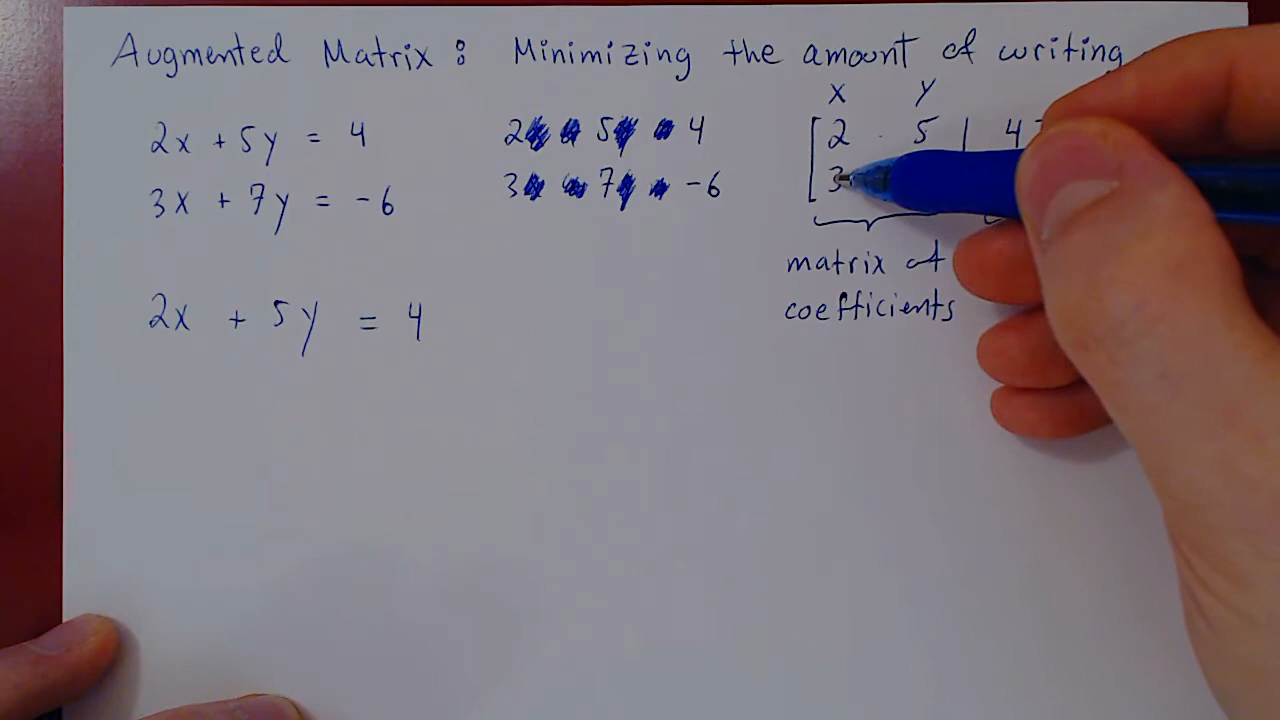 Augmented Matrix: Minimizing the amount of writing
2x + 5y = 4
3x + 7y = -6
2 5 4
3 7 -6
x y
[2 5 | 4
[3
matrix of
coefficients
2x + 5y = 4